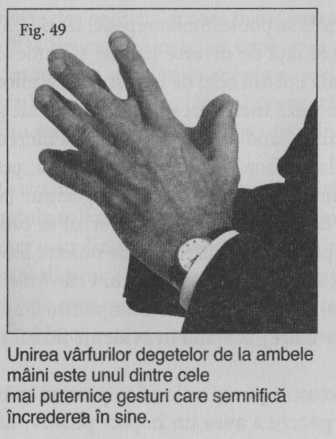 Fig. 49
Unirea vârfurilor degetelor de la ambele
mâini este unul dintre cele
mai puternice gesturi care semnifică
încrederea în sine.